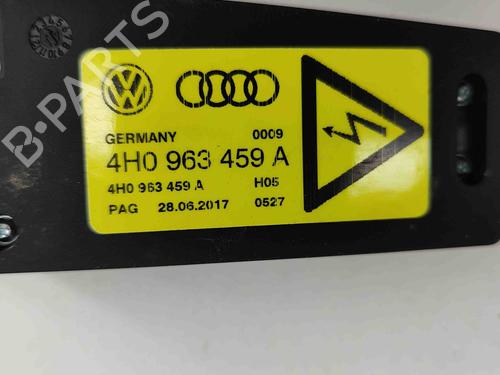 B-PARTS
GERMANY 0009
4H0 963 459 A
4H0 963 459 A H05
PAG 28.06.2017 0527